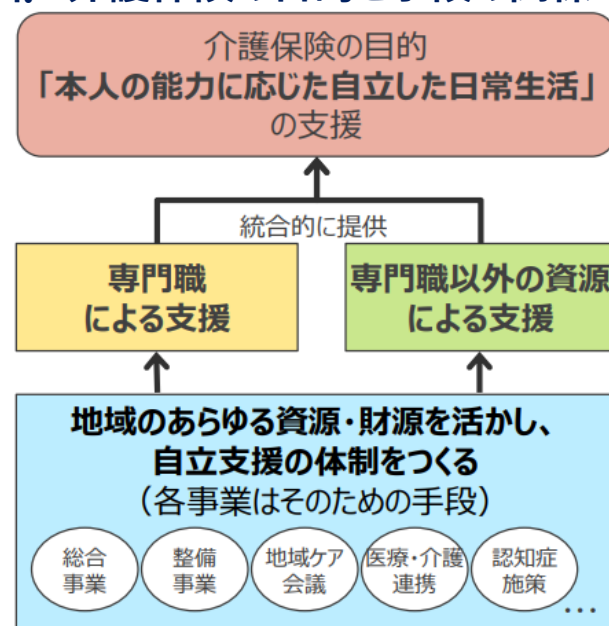 介護保険の目的
「本人の能力に応じた自立した日常生活」
の支援
統合的に提供
専門職
による支援
専門職以外の資源
による支援
地域のあらゆる資源・財源を活かし、
自立支援の体制をつくる
(各事業はそのための手段)
総合
事業
整備
事業
地域ケア
会議
医療・介護
連携
認知症
施策
…